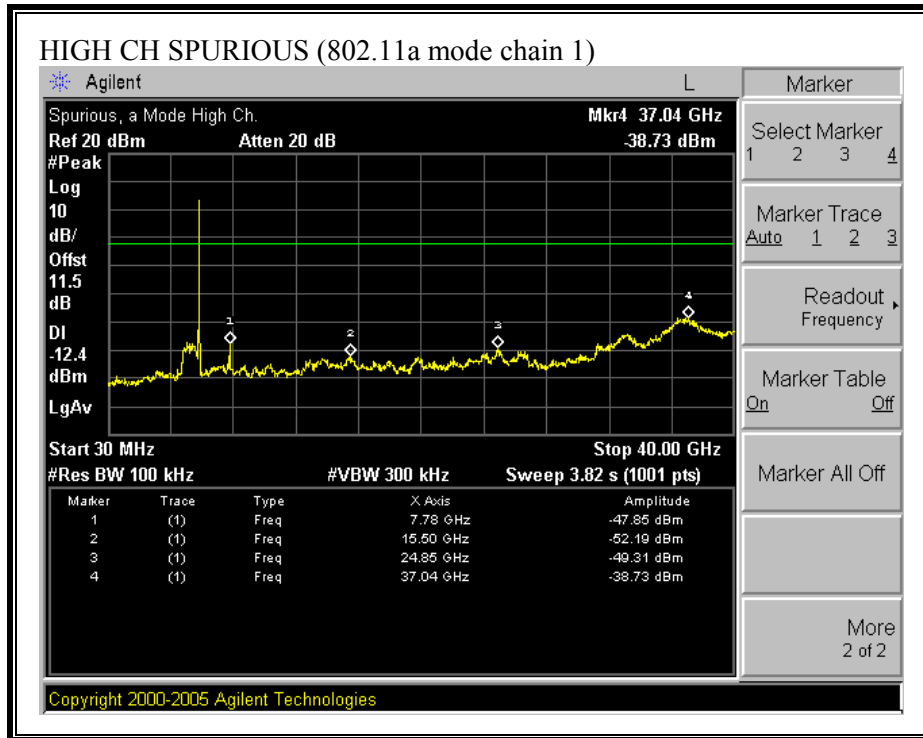 HIGH CH SPURIOUS (802.11a mode chain 1)
Agilent L Marker
Spurious, a Mode High Ch. Mkr4 37.04 GHz
Ref 20 dBm Atten 20 dB -38.73 dBm
#Peak
Log
10
dB/
Offst
11.5
dB
DI
-12.4
dBm
LgAv
1
2
3
4
Start 30 MHz Stop 40.00 GHz
#Res BW 100 kHz #VBW 300 kHz Sweep 3.82 s (1001 pts)
Marker Trace Type X Axis Amplitude
1 (1) Freq 7.78 GHz -47.85 dBm
2 (1) Freq 15.50 GHz -52.19 dBm
3 (1) Freq 24.85 GHz -49.31 dBm
4 (1) Freq 37.04 GHz -38.73 dBm
Select Marker
1 2 3 4
Marker Trace
Auto 1 2 3
Readout
Frequency
Marker Table
On Off
Marker All Off
More
2 of 2
Copyright 2000-2005 Agilent Technologies